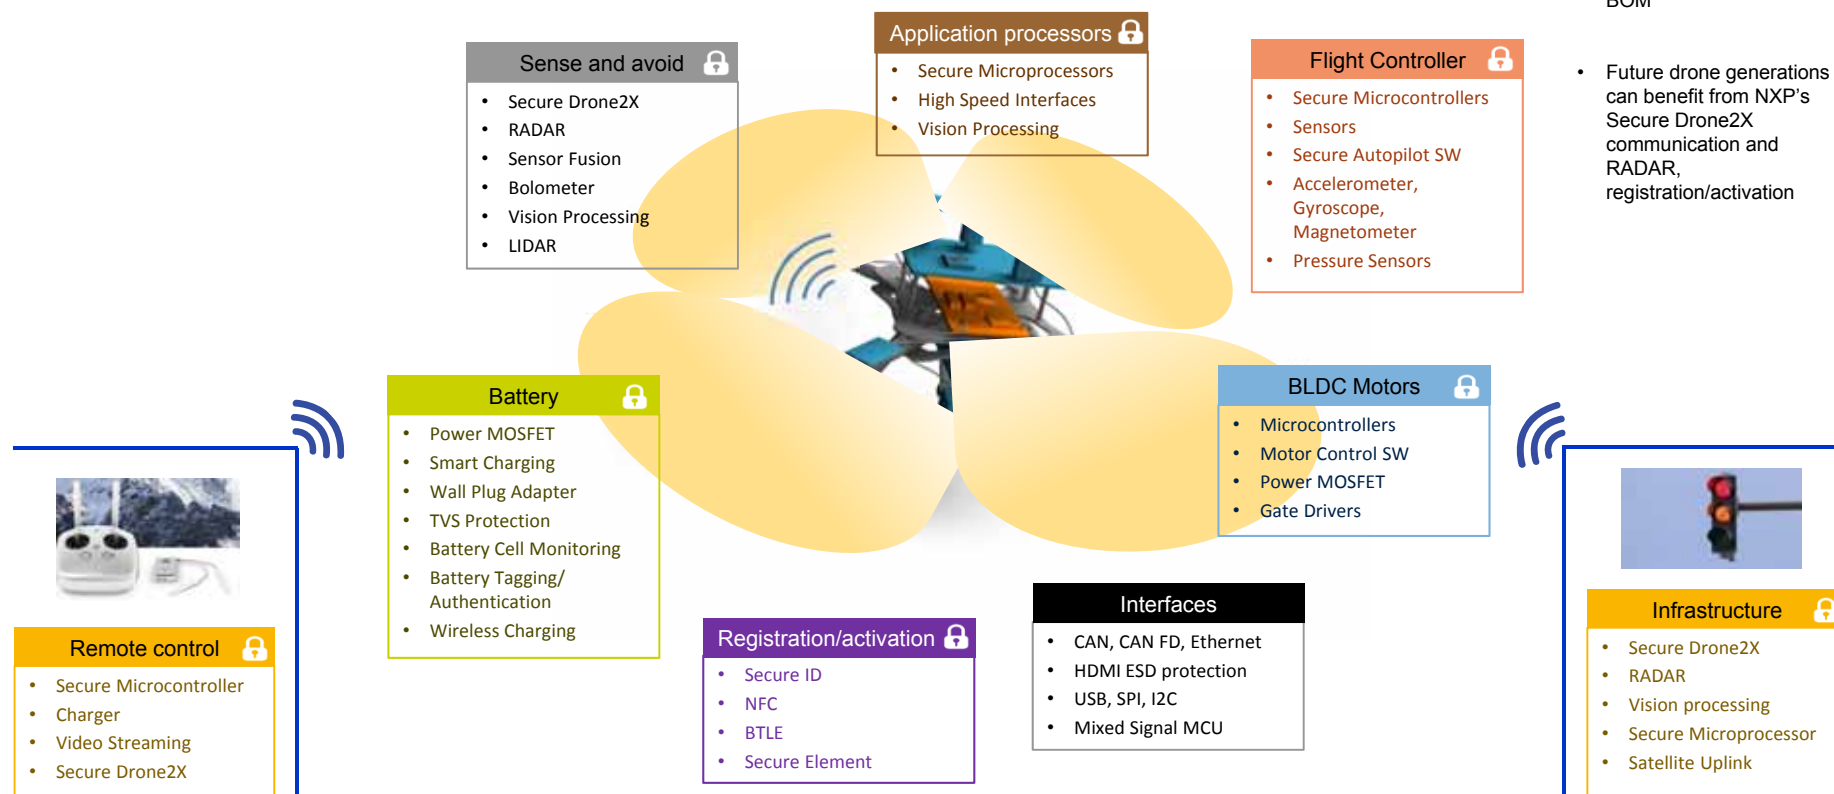 BOM
• Future drone generations
can benefit from NXP's
Secure Drone2X
communication and
RADAR,
registration/activation
Application processors
• Secure Microprocessors
• High Speed Interfaces
• Vision Processing
Sense and avoid
• Secure Drone2X
• RADAR
• Sensor Fusion
• Bolometer
• Vision Processing
• LIDAR
Flight Controller
• Secure Microcontrollers
• Sensors
• Secure Autopilot SW
• Accelerometer,
Gyroscope,
Magnetometer
• Pressure Sensors
Battery
• Power MOSFET
• Smart Charging
• Wall Plug Adapter
• TVS Protection
• Battery Cell Monitoring
• Battery Tagging/
Authentication
• Wireless Charging
BLDC Motors
• Microcontrollers
• Motor Control SW
• Power MOSFET
• Gate Drivers
Remote control
• Secure Microcontroller
• Charger
• Video Streaming
• Secure Drone2X
Registration/activation
• Secure ID
• NFC
• BTLE
• Secure Element
Interfaces
• CAN, CAN FD, Ethernet
• HDMI ESD protection
• USB, SPI, I2C
• Mixed Signal MCU
Infrastructure
• Secure Drone2X
• RADAR
• Vision processing
• Secure Microprocessor
• Satellite Uplink